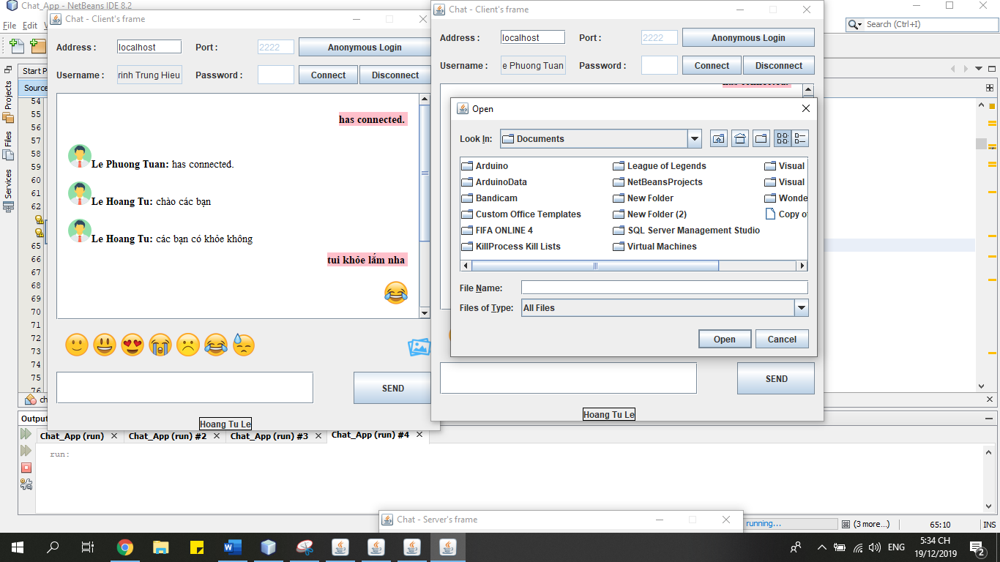 Chat_App - NetBeans IDE 8.2
File Edit
Search (Ctrl+I)
Start P
Source
Projects
Files
Services
54
55
56
57
58
59
60
61
62
65
66
67
68
69
70
71
72
73
74
75
76
Chat - Client's frame
Address : localhost Port : 2222 Anonymous Login
Username : rinh Trung Hieu Password : Connect Disconnect
has connected.
Le Phuong Tuan: has connected.
Le Hoang Tu: chào các bạn
Le Hoang Tu: các bạn có khỏe không
tui khỏe lắm nha
SEND
Hoang Tu Le
Chat - Client's frame
Address : localhost Port : 2222 Anonymous Login
Username : e Phuong Tuan Password : Connect Disconnect
has connected.
Open
Look In: Documents
Arduino League of Legends Visual
ArduinoData NetBeansProjects Visual
Bandicam New Folder Wonde
Custom Office Templates New Folder (2) Copy o
FIFA ONLINE 4 SQL Server Management Studio
KillProcess Kill Lists Virtual Machines
File Name:
Files of Type: All Files
Open Cancel
SEND
Hoang Tu Le
ch
Outpu
Chat_App (run) Chat_App (run) #2 Chat_App (run) #3 Chat_App (run) #4
run:
Chat - Server's frame
running... (3 more...) 65:10 INS
ENG
5:34 CH
19/12/2019
2